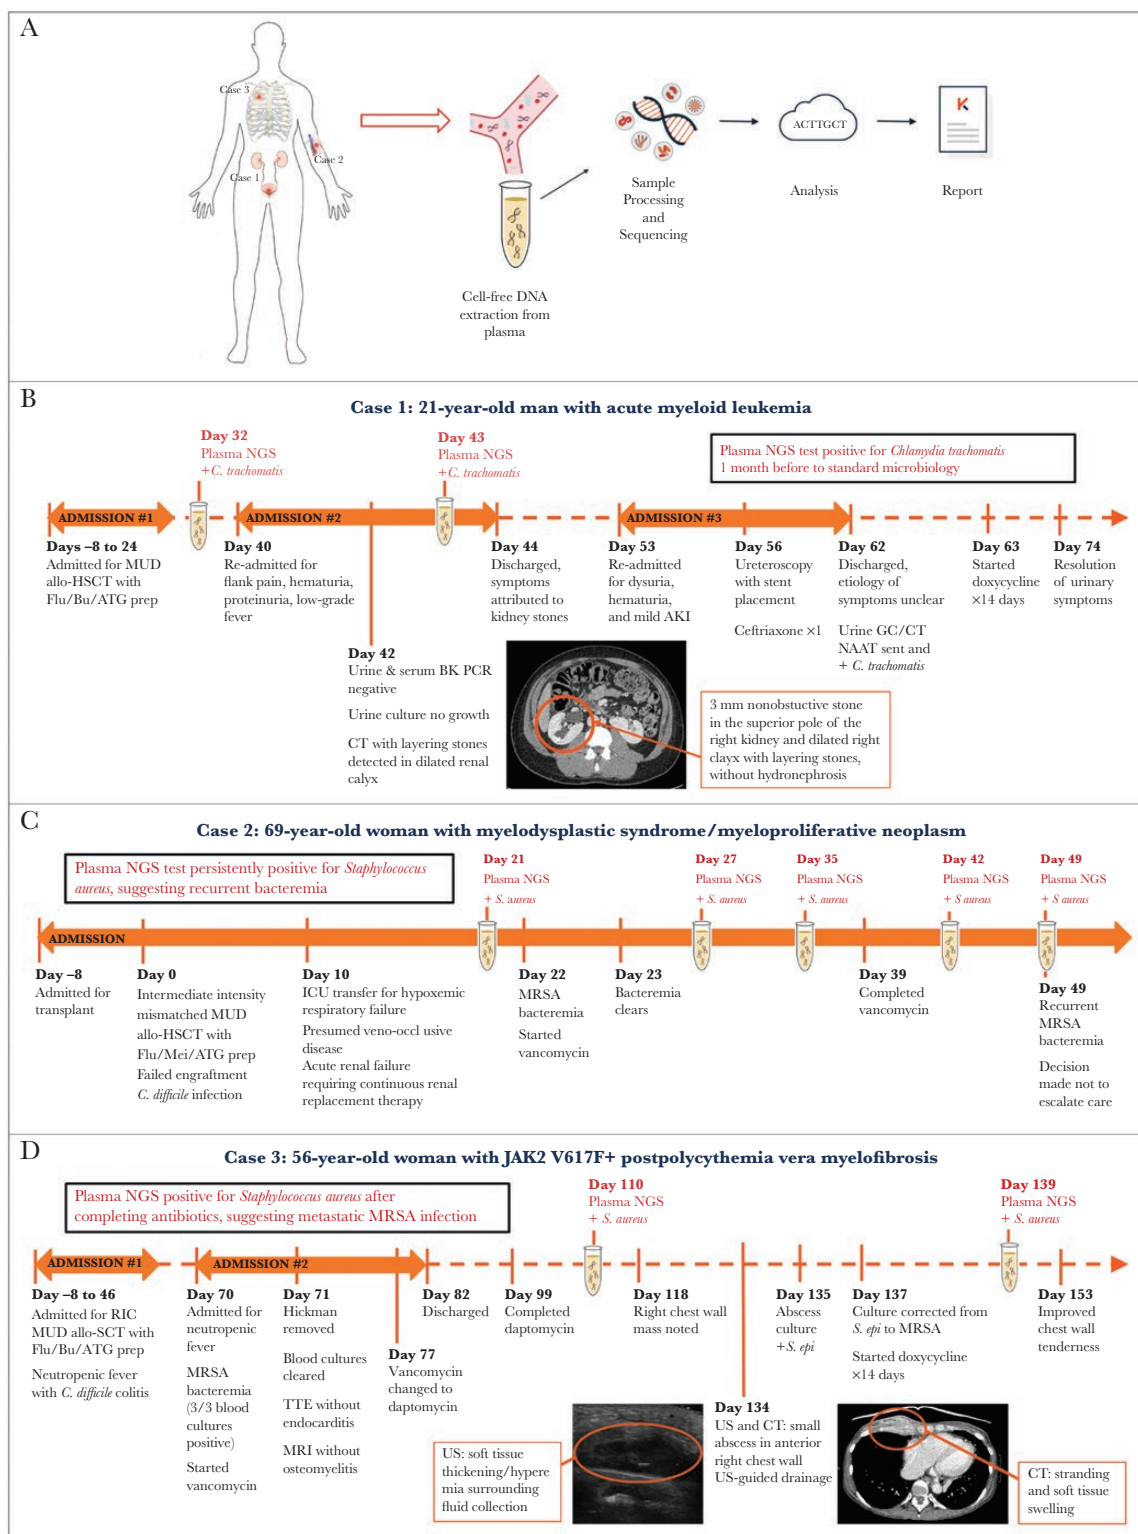 A
Case 3
Case 2
Case 1
ACTTGCT
K
Sample
Processing
and
Sequencing
Analysis
Report
Cell-free DNA
extraction from
plasma
B
Case 1: 21-year-old man with acute myeloid leukemia
Day 32
Plasma NGS
+C. trachomatis
Day 43
Plasma NGS
+C. trachomatis
Plasma NGS test positive for Chlamydia trachomatis
1 month before to standard microbiology
ADMISSION #1
ADMISSION #2
ADMISSION #3
Days –8 to 24
Admitted for MUD
allo-HSCT with
Flu/Bu/ATG prep
Day 40
Re-admitted for
flank pain, hematuria,
proteinuria, low-grade
fever
Day 42
Urine & serum BK PCR
negative
Urine culture no growth
CT with layering stones
detected in dilated renal
calyx
Day 44
Discharged,
symptoms
attributed to
kidney stones
Day 53
Re-admitted
for dysuria,
hematuria,
and mild AKI
Day 56
Ureteroscopy
with stent
placement
Ceftriaxone ×1
Day 62
Discharged,
etiology of
symptoms unclear
Urine GC/CT
NAAT sent and
+ C. trachomatis
Day 63
Started
doxycycline
×14 days
Day 74
Resolution
of urinary
symptoms
3 mm nonobstuctive stone
in the superior pole of the
right kidney and dilated right
clayx with layering stones,
without hydronephrosis
C
Case 2: 69-year-old woman with myelodysplastic syndrome/myeloproliferative neoplasm
Plasma NGS test persistently positive for Staphylococcus
aureus, suggesting recurrent bacteremia
Day 21
Plasma NGS
+ S. aureus
Day 27
Plasma NGS
+ S. aureus
Day 35
Plasma NGS
+ S. aureus
Day 42
Plasma NGS
+ S aureus
Day 49
Plasma NGS
+ S aureus
ADMISSION
Day –8
Admitted for
transplant
Day 0
Intermediate intensity
mismatched MUD
allo-HSCT with
Flu/Mei/ATG prep
Failed engraftment
C. difficile infection
Day 10
ICU transfer for hypoxemic
respiratory failure
Presumed veno-occl usive
disease
Acute renal failure
requiring continuous renal
replacement therapy
Day 22
MRSA
bacteremia
Started
vancomycin
Day 23
Bacteremia
clears
Day 39
Completed
vancomycin
Day 49
Recurrent
MRSA
bacteremia
Decision
made not to
escalate care
D
Case 3: 56-year-old woman with JAK2 V617F+ postpolycythemia vera myelofibrosis
Plasma NGS positive for Staphylococcus aureus after
completing antibiotics, suggesting metastatic MRSA infection
Day 110
Plasma NGS
+ S. aureus
Day 139
Plasma NGS
+ S. aureus
ADMISSION #1
ADMISSION #2
Day –8 to 46
Admitted for RIC
MUD allo-SCT with
Flu/Bu/ATG prep
Neutropenic fever
with C. difficile colitis
Day 70
Admitted for
neutropenic
fever
MRSA
bacteremia
(3/3 blood
cultures
positive)
Started
vancomycin
Day 71
Hickman
removed
Blood cultures
cleared
TTE without
endocarditis
MRI without
osteomyelitis
Day 77
Vancomycin
changed to
daptomycin
Day 82
Discharged
Day 99
Completed
daptomycin
Day 118
Right chest wall
mass noted
Day 134
US and CT: small
abscess in anterior
right chest wall
US-guided drainage
Day 135
Abscess
culture
+S. epi
Day 137
Culture corrected from
S. epi to MRSA
Started doxycycline
×14 days
Day 153
Improved
chest wall
tenderness
US: soft tissue
thickening/hypere
mia surrounding
fluid collection
CT: stranding
and soft tissue
swelling